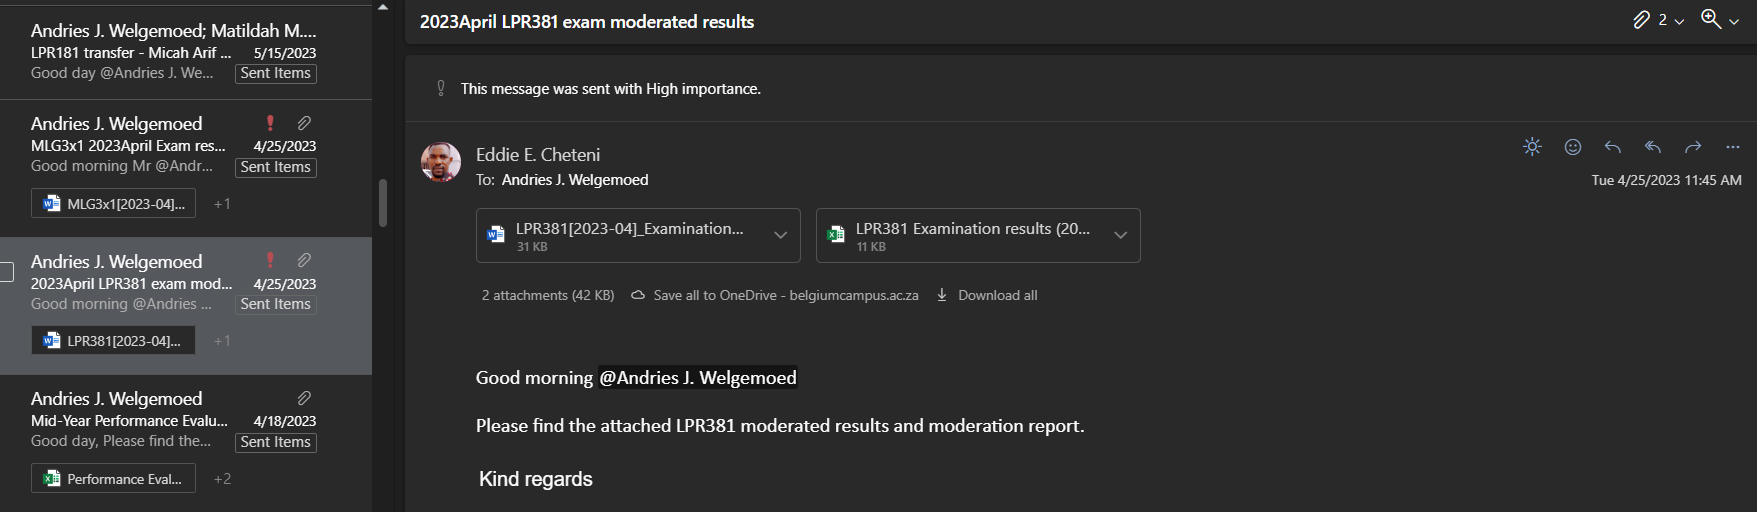 Andries J. Welgemoed; Matildah M....
LPR181 transfer - Micah Arif ... 5/15/2023
Good day @Andries J. We... Sent Items
Andries J. Welgemoed
MLG3x1 2023April Exam res... 4/25/2023
Good morning Mr @Andr... Sent Items
MLG3x1[2023-04]... +1
Andries J. Welgemoed
2023April LPR381 exam mod... 4/25/2023
Good morning @Andries ... Sent Items
LPR381[2023-04]... +1
Andries J. Welgemoed
Mid-Year Performance Evalu... 4/18/2023
Good day, Please find the... Sent Items
Performance Eval... +2
2023April LPR381 exam moderated results 2
This message was sent with High importance.
Eddie E. Cheteni
To: Andries J. Welgemoed
Tue 4/25/2023 11:45 AM
LPR381[2023-04]_Examination... LPR381 Examination results (20...
31 KB 11 KB
2 attachments (42 KB) Save all to OneDrive - belgiumcampus.ac.za Download all
Good morning @Andries J. Welgemoed
Please find the attached LPR381 moderated results and moderation report.
Kind regards